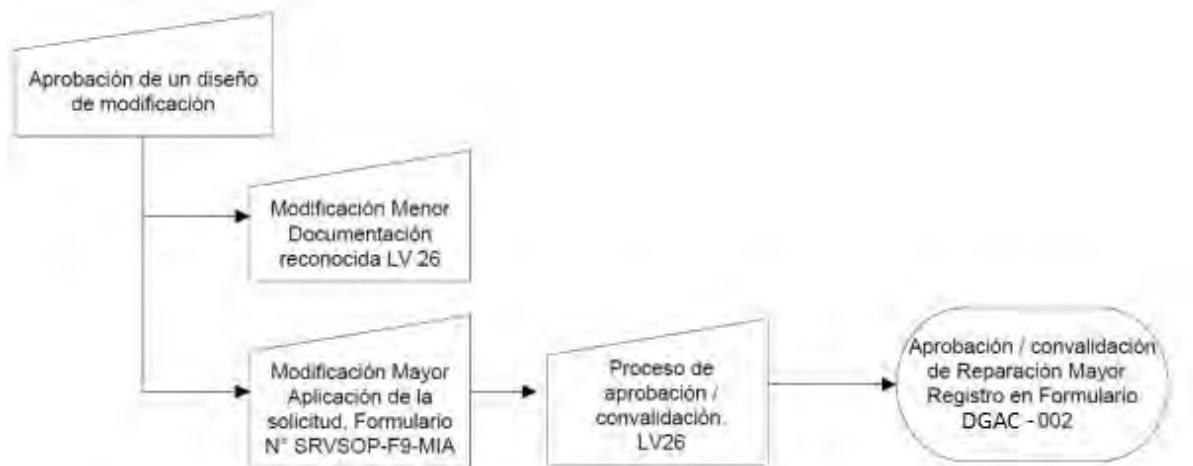 Aprobación de un diseño
de modificación
Modificación Menor
Documentación
reconocida LV 26
Modificación Mayor
Aplicación de la
solicitud. Formulario
N° SRVSOP-F9-MIA
Proceso de
aprobación /
convalidación.
LV26
Aprobación / convalidación
de Reparación Mayor
Registro en Formulario
DGAC - 002